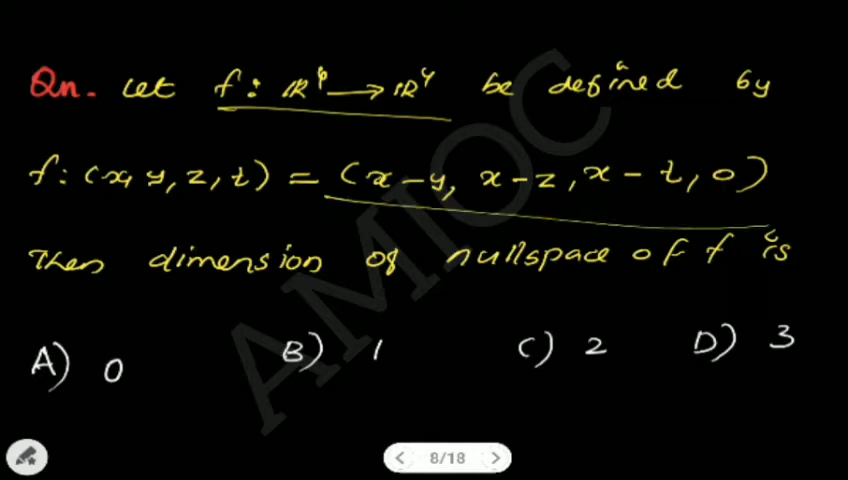 Qn. Let f: R⁴ → R⁴ be defined by
f: (x, y, z, t) = (x-y, x-z, x-t, 0)
Then dimension of nullspace of f is
A) 0 B) 1 C) 2 D) 3
AMIOC
8/18